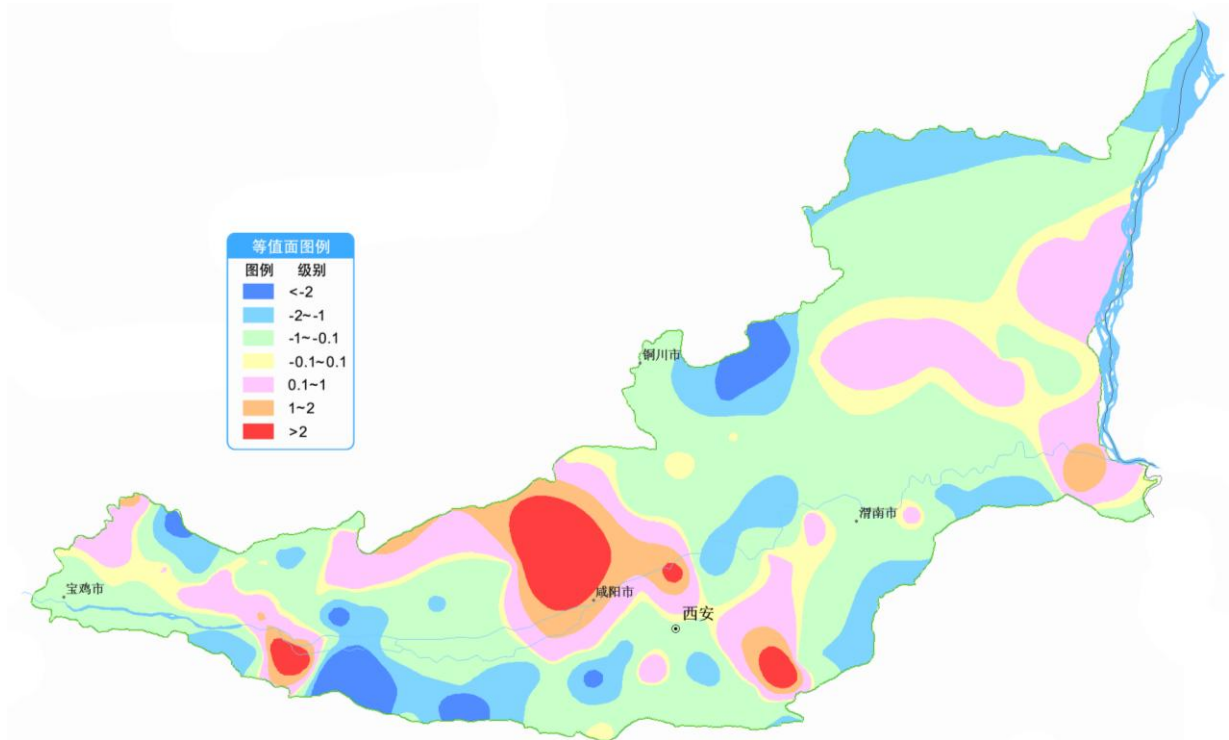 等值面图例
图例 级别
<-2
-2~-1
-1~-0.1
-0.1~0.1
0.1~1
1~2
>2
铜川市
渭南市
宝鸡市
咸阳市
西安